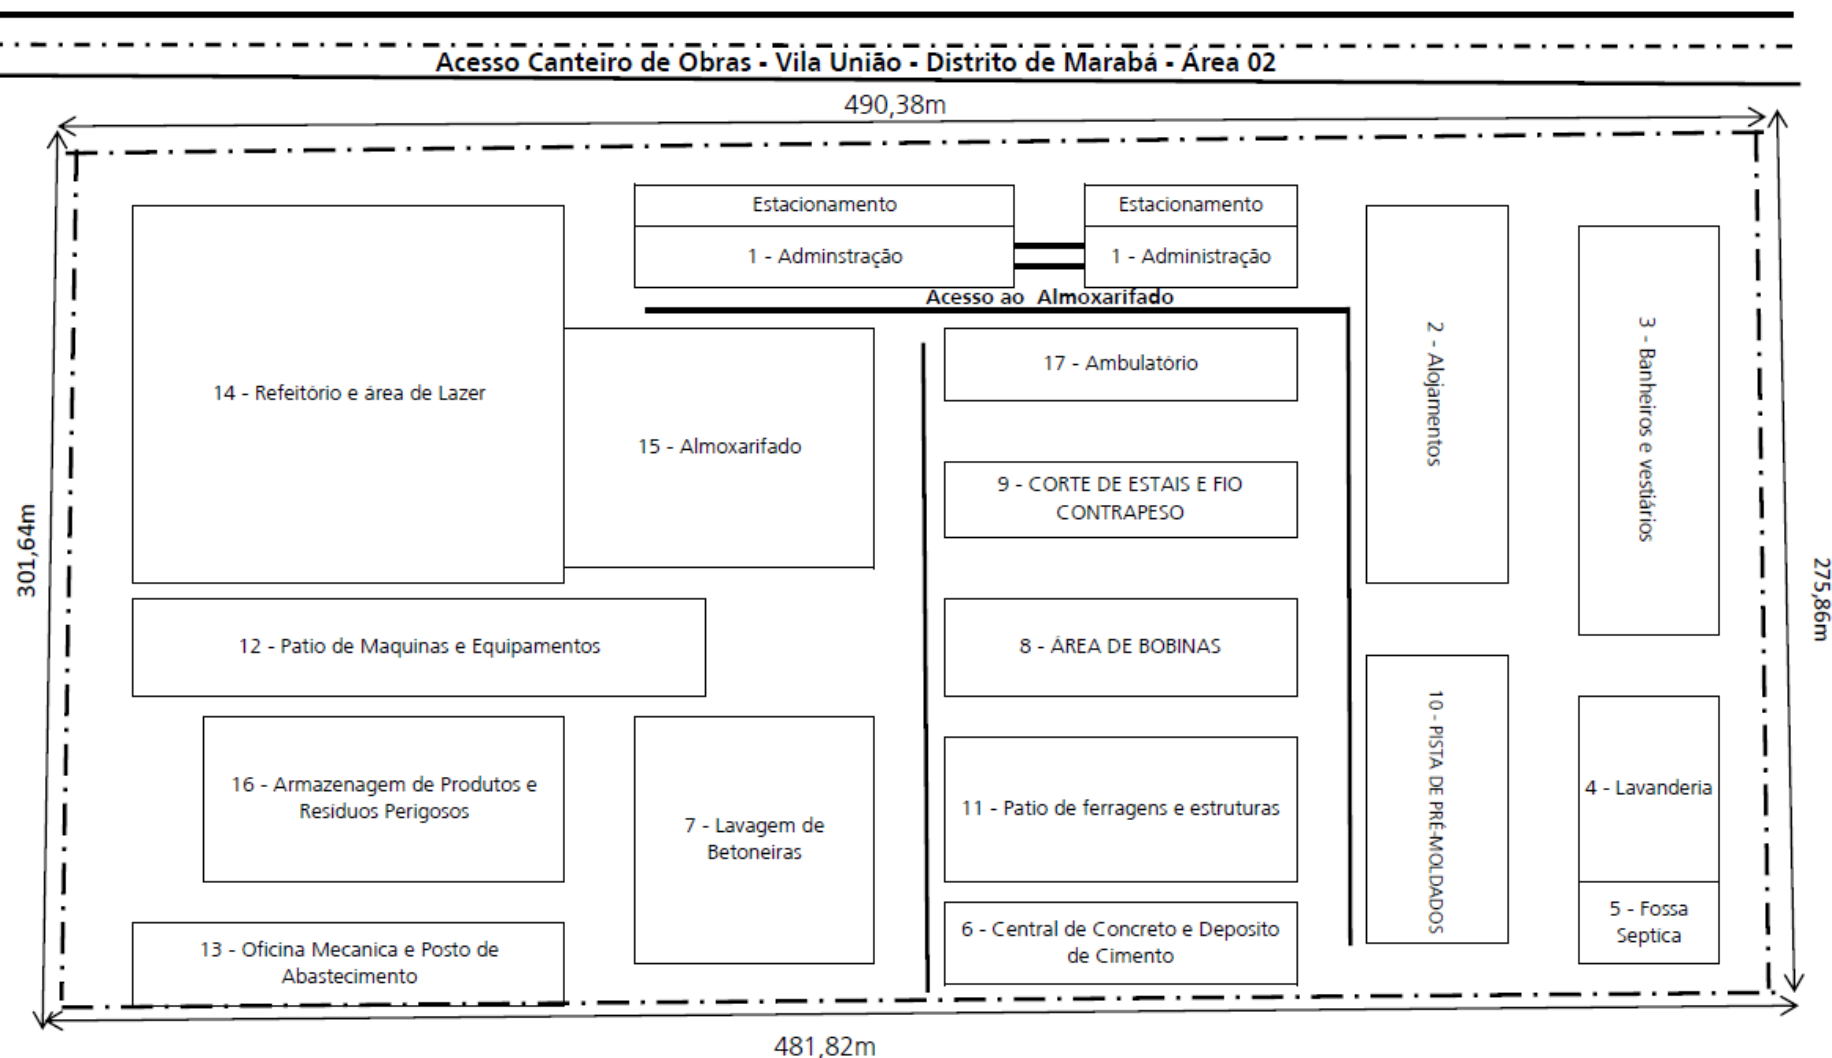 Acesso Canteiro de Obras - Vila União - Distrito de Marabá - Área 02
490,38m
Estacionamento
Estacionamento
1 - Adminstração
1 - Administração
Acesso ao Almoxarifado
14 - Refeitório e área de Lazer
15 - Almoxarifado
17 - Ambulatório
2 - Alojamentos
3 - Banheiros e vestiários
9 - CORTE DE ESTAIS E FIO
CONTRAPESO
301,64m
275,86m
12 - Patio de Maquinas e Equipamentos
8 - ÁREA DE BOBINAS
16 - Armazenagem de Produtos e
Residuos Perigosos
7 - Lavagem de
Betoneiras
11 - Patio de ferragens e estruturas
10 - PISTA DE PRÉ-MOLDADOS
4 - Lavanderia
5 - Fossa
Septica
13 - Oficina Mecanica e Posto de
Abastecimento
6 - Central de Concreto e Deposito
de Cimento
481,82m